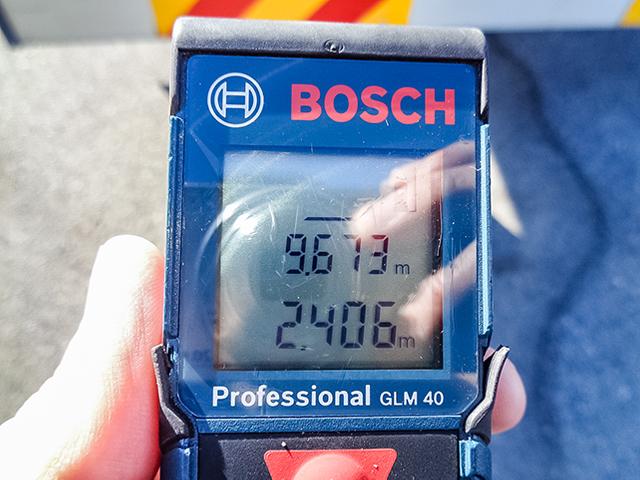 BOSCH
9.673 m
2.406 m
Professional GLM 40